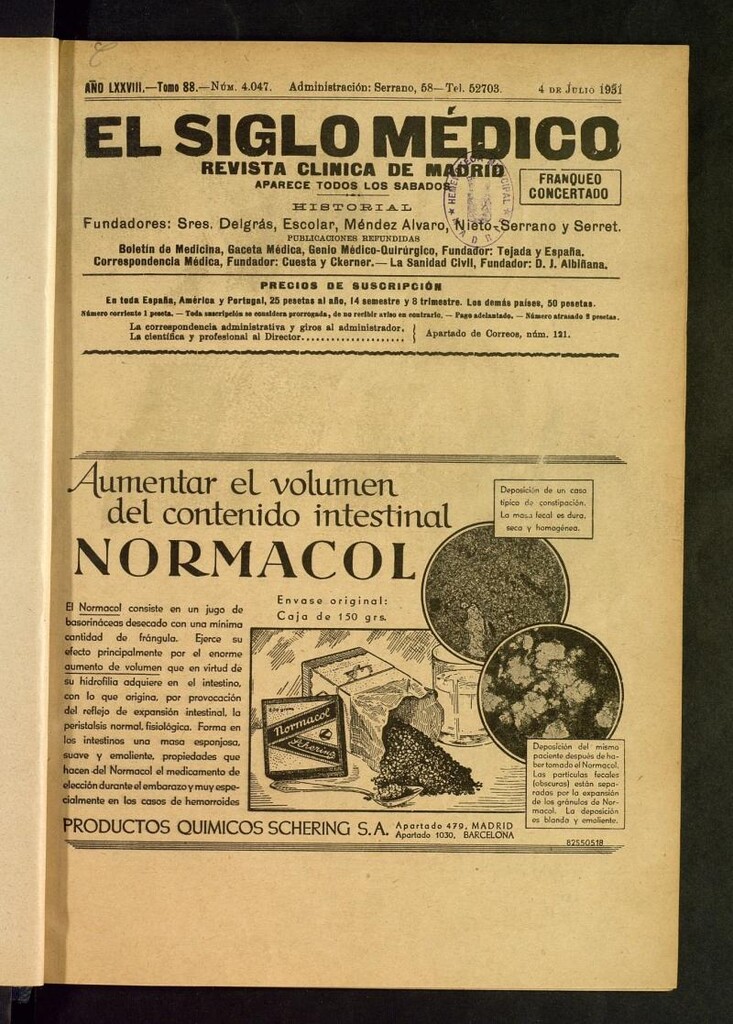 AÑO LXXVIII.—Tomo 88.—NÚM. 4.047. Administración: Serrano, 58—Tel. 52703. 4 DE JULIO 1931
EL SIGLO MÉDICO
REVISTA CLINICA DE MADRID
APARECE TODOS LOS SABADOS
FRANQUEO
CONCERTADO
HISTORIAL
Fundadores: Sres. Delgrás, Escolar, Méndez Alvaro, Nieto-Serrano y Serret.
PUBLICACIONES REFUNDIDAS
Boletín de Medicina, Gaceta Médica, Genio Médico-Quirúrgico, Fundador: Tejada y España.
Correspondencia Médica, Fundador: Cuesta y Ckerner.—La Sanidad Civil, Fundador: D. J. Albiñana.
PRECIOS DE SUSCRIPCIÓN
En toda España, América y Portugal, 25 pesetas al año, 14 semestre y 8 trimestre. Los demás países, 50 pesetas.
Número corriente 1 peseta. — Toda suscripción se considera prorrogada, de no recibir aviso en contrario. — Pago adelantado. — Número atrasado 2 pesetas.
La correspondencia administrativa y giros al administrador.
La científica y profesional al Director.....................
Apartado de Correos, núm. 121.
Aumentar el volumen
del contenido intestinal
NORMACOL
Deposición de un caso
típico de constipación.
La masa fecal es dura,
seca y homogénea.
Envase original:
Caja de 150 grs.
El Normacol consiste en un jugo de
basorináceas desecado con una mínima
cantidad de frángula. Ejerce su
efecto principalmente por el enorme
aumento de volumen que en virtud de
su hidrofilia adquiere en el intestino,
con lo que origina, por provocación
del reflejo de expansión intestinal, la
peristalsis normal, fisiológica. Forma en
los intestinos una masa esponjosa,
suave y emoliente, propiedades que
hacen del Normacol el medicamento de
elección durante el embarazo y muy espe-
cialmente en los casos de hemorroides
Normacol
Schering
Deposición del mismo
paciente después de ha-
ber tomado el Normacol.
Las partículas fecales
(obscuras) están sepa-
radas por la expansión
de los gránulos de Nor-
macol. La deposición
es blanda y emoliente.
PRODUCTOS QUIMICOS SCHERING S.A. Apartado 479, MADRID
Apartado 1030, BARCELONA
82550518